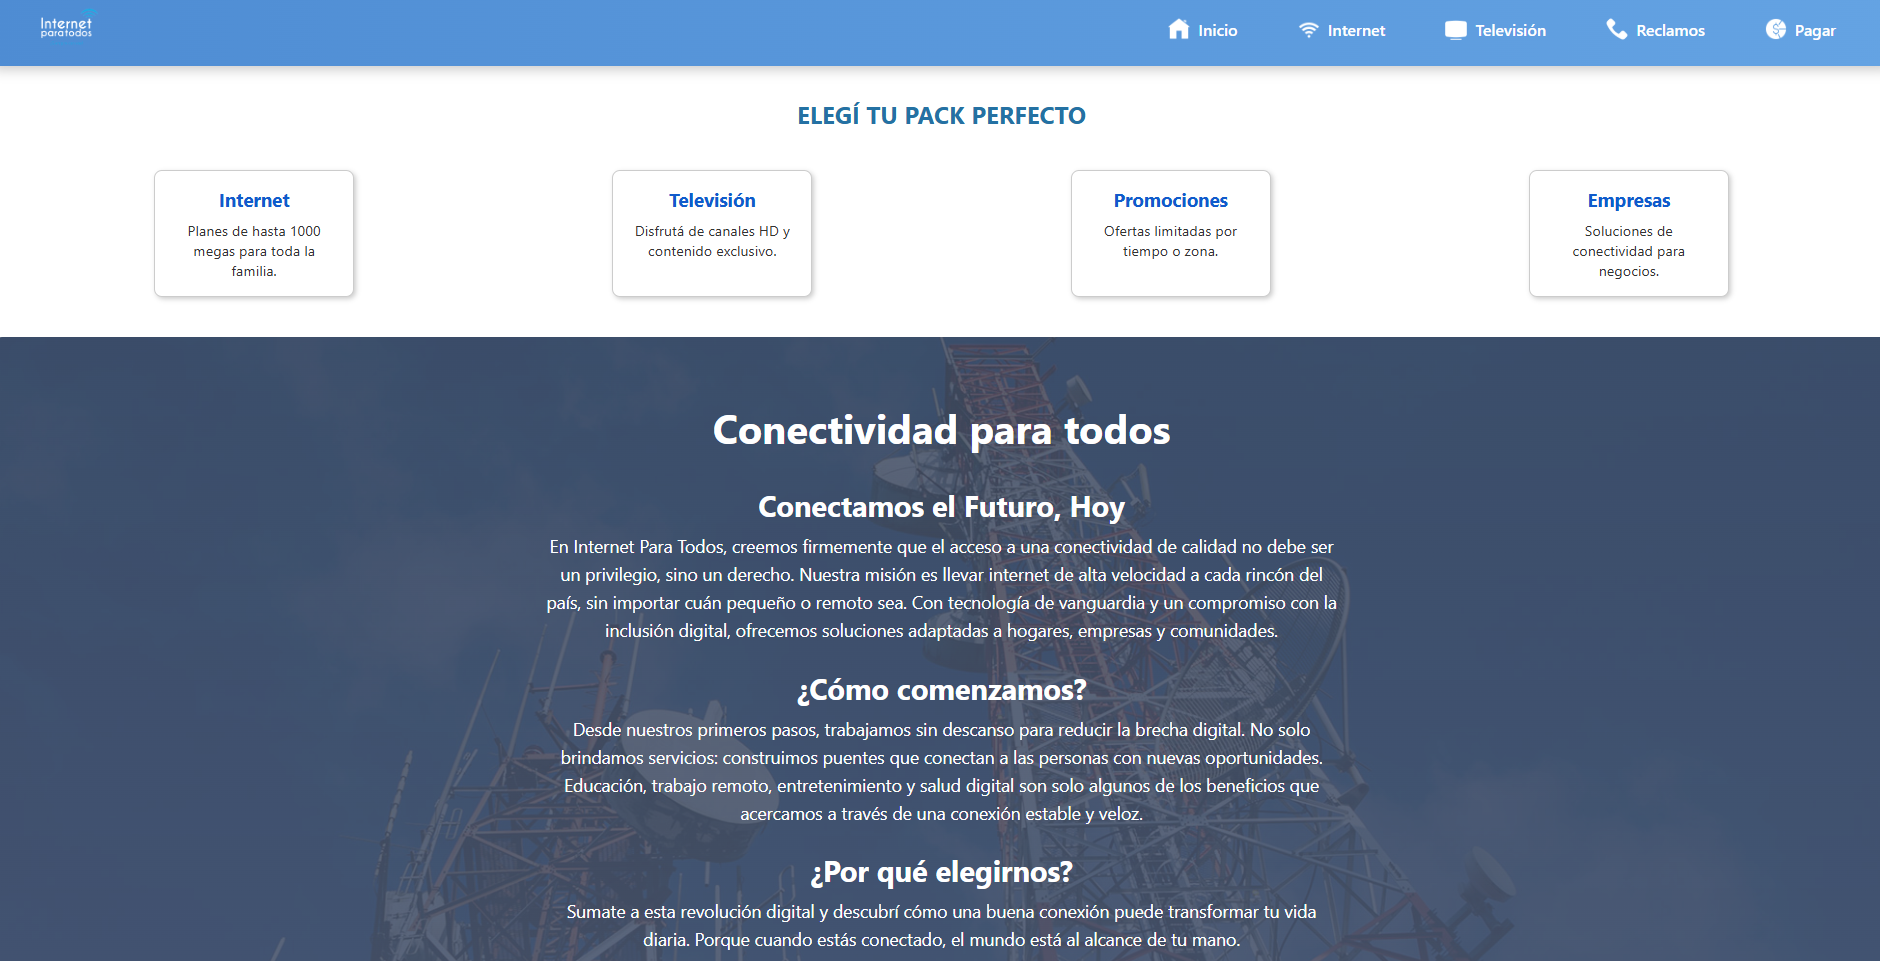 Internet
paratodos
Inicio
Internet
Televisión
Reclamos
Pagar
ELEGÍ TU PACK PERFECTO
Internet
Planes de hasta 1000
megas para toda la
familia.
Televisión
Disfrutá de canales HD y
contenido exclusivo.
Promociones
Ofertas limitadas por
tiempo o zona.
Empresas
Soluciones de
conectividad para
negocios.
Conectividad para todos
Conectamos el Futuro, Hoy
En Internet Para Todos, creemos firmemente que el acceso a una conectividad de calidad no debe ser
un privilegio, sino un derecho. Nuestra misión es llevar internet de alta velocidad a cada rincón del
país, sin importar cuán pequeño o remoto sea. Con tecnología de vanguardia y un compromiso con la
inclusión digital, ofrecemos soluciones adaptadas a hogares, empresas y comunidades.
¿Cómo comenzamos?
Desde nuestros primeros pasos, trabajamos sin descanso para reducir la brecha digital. No solo
brindamos servicios: construimos puentes que conectan a las personas con nuevas oportunidades.
Educación, trabajo remoto, entretenimiento y salud digital son solo algunos de los beneficios que
acercamos a través de una conexión estable y veloz.
¿Por qué elegirnos?
Sumate a esta revolución digital y descubrí cómo una buena conexión puede transformar tu vida
diaria. Porque cuando estás conectado, el mundo está al alcance de tu mano.